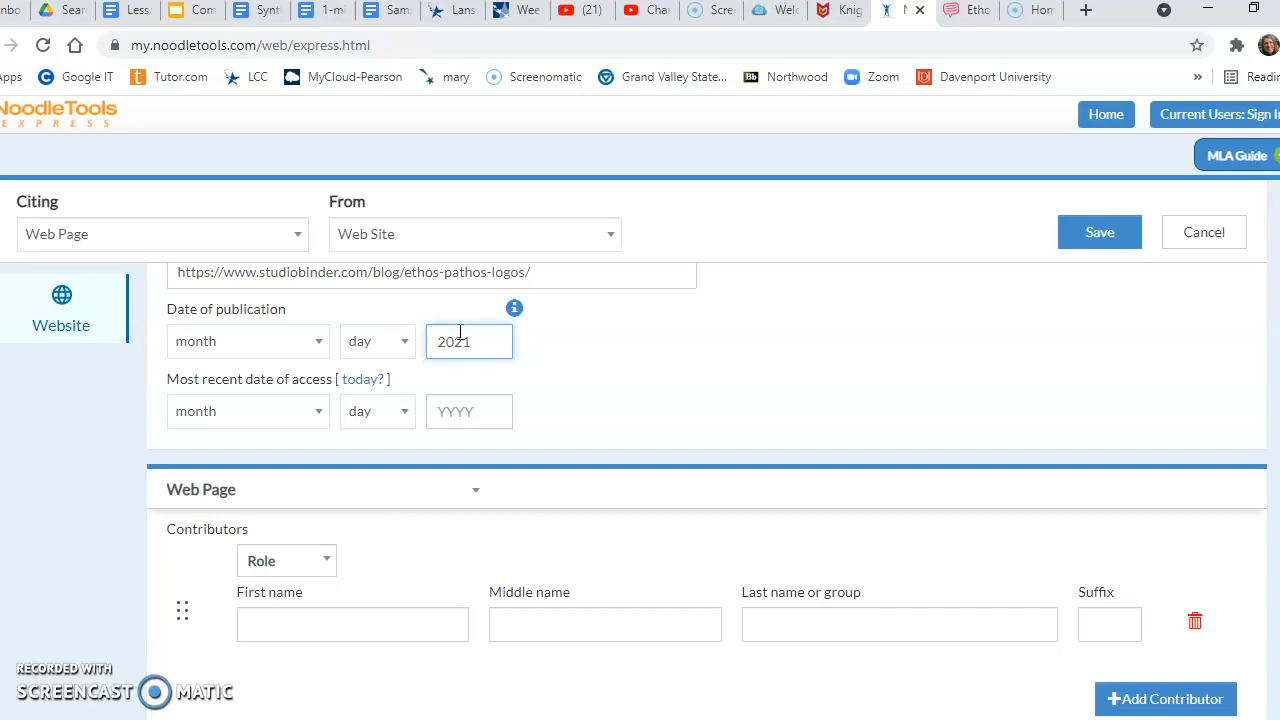 nbo Sear Less Com Synt 1-mi Sam Lans Wee (21) Cha Scre Welc Knig Etho Hom
my.noodletools.com/web/express.html
Apps Google IT Tutor.com LCC MyCloud-Pearson mary Screenomatic Grand Valley State... Bb Northwood Zoom Davenport University » Readin
NoodleTools
EXPRESS
Home
Current Users: Sign In
MLA Guide
Citing
From
Web Page
Web Site
Save
Cancel
Website
https://www.studiobinder.com/blog/ethos-pathos-logos/
Date of publication
month day 2021
Most recent date of access [ today? ]
month day YYYY
Web Page
Contributors
Role
First name Middle name Last name or group Suffix
+Add Contributor
RECORDED WITH
SCREENCAST MATIC